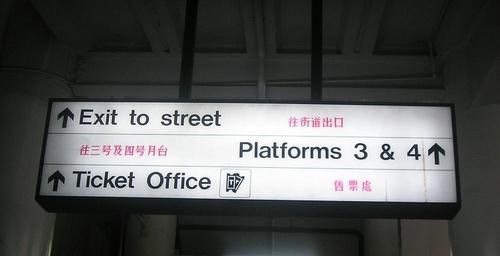 Exit to street 往街道出口
往三号及四号月台 Platforms 3 & 4
Ticket Office 售票處